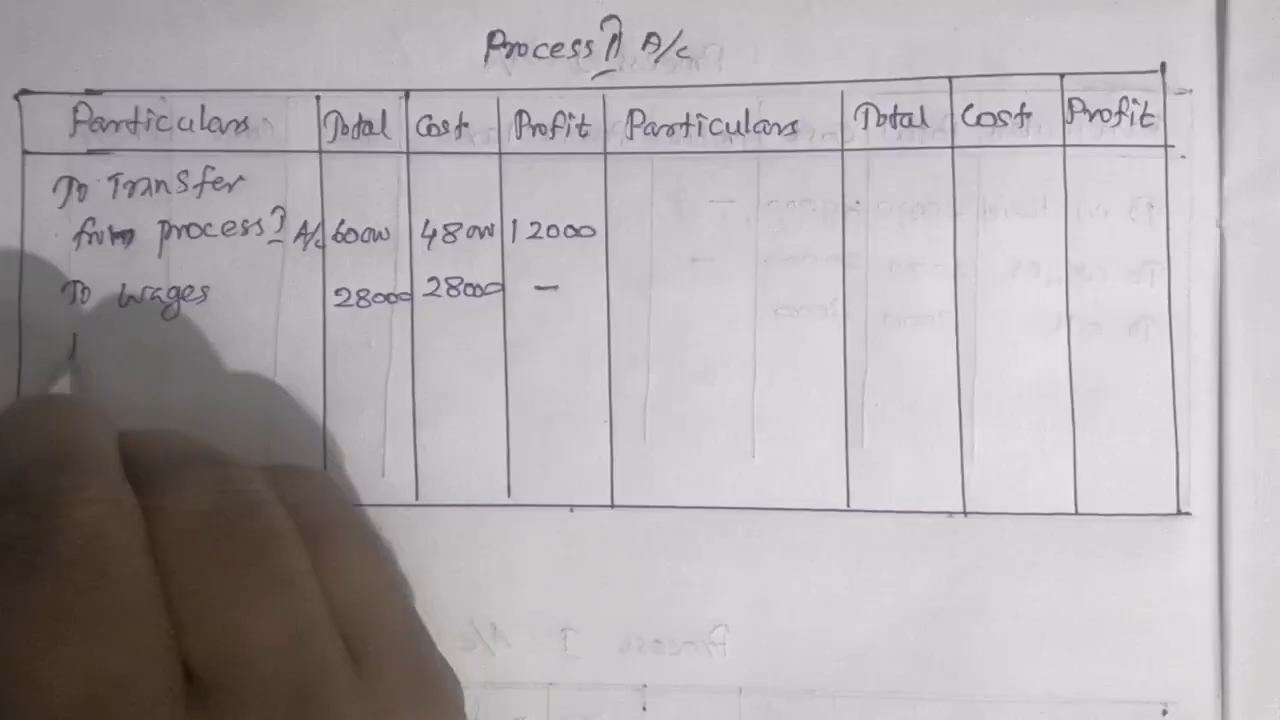 Process II A/c
Particulars Total Cost Profit Particulars Total Cost Profit
To Transfer
from process I A/c 60000 48000 12000
To wages 28000 28000 -